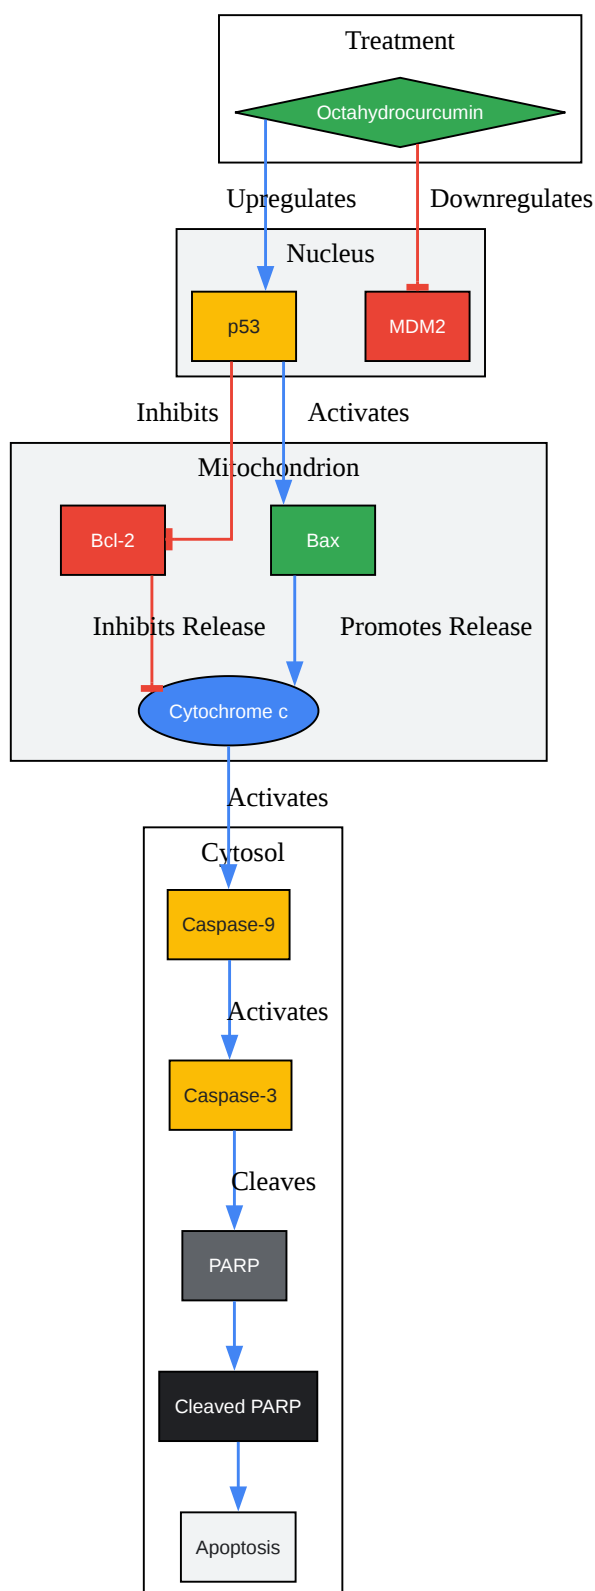 Treatment
Octahydrocurcumin
Upregulates
Downregulates
Nucleus
p53
MDM2
Inhibits
Activates
Mitochondrion
Bcl-2
Bax
Inhibits Release
Promotes Release
Cytochrome c
Activates
Cytosol
Caspase-9
Activates
Caspase-3
Cleaves
PARP
Cleaved PARP
Apoptosis